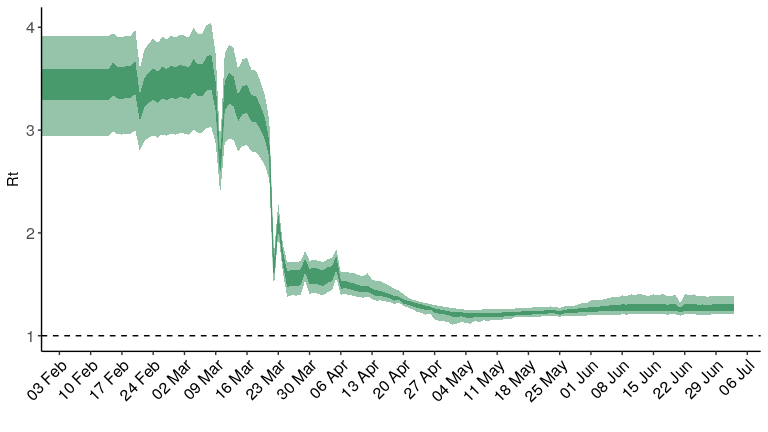 Rt
4
3
2
1
03 Feb
10 Feb
17 Feb
24 Feb
02 Mar
09 Mar
16 Mar
23 Mar
30 Mar
06 Apr
13 Apr
20 Apr
27 Apr
04 May
11 May
18 May
25 May
01 Jun
08 Jun
15 Jun
22 Jun
29 Jun
06 Jul